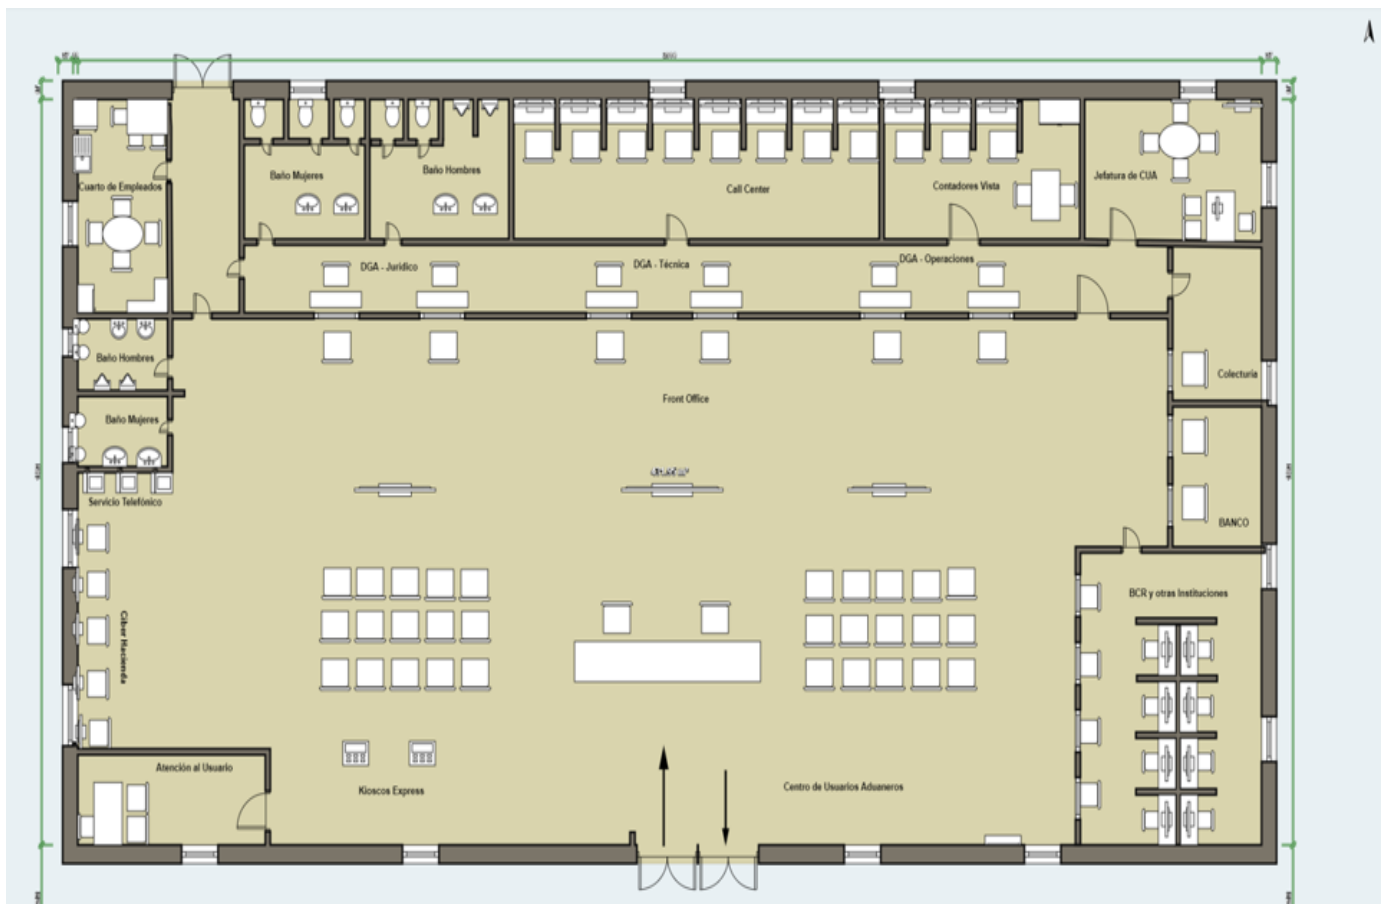 Cuarto de Empleados
Baño Mujeres
Baño Hombres
Call Center
Contadores Vista
Jefatura de CUA
DGA - Jurídico
DGA - Técnica
DGA - Operaciones
Baño Hombres
Colecturía
Front Office
Baño Mujeres
Servicio Telefónico
BANCO
Ciber Hacienda
BCR y otras Instituciones
Atención al Usuario
Kioscos Express
Centro de Usuarios Aduaneros